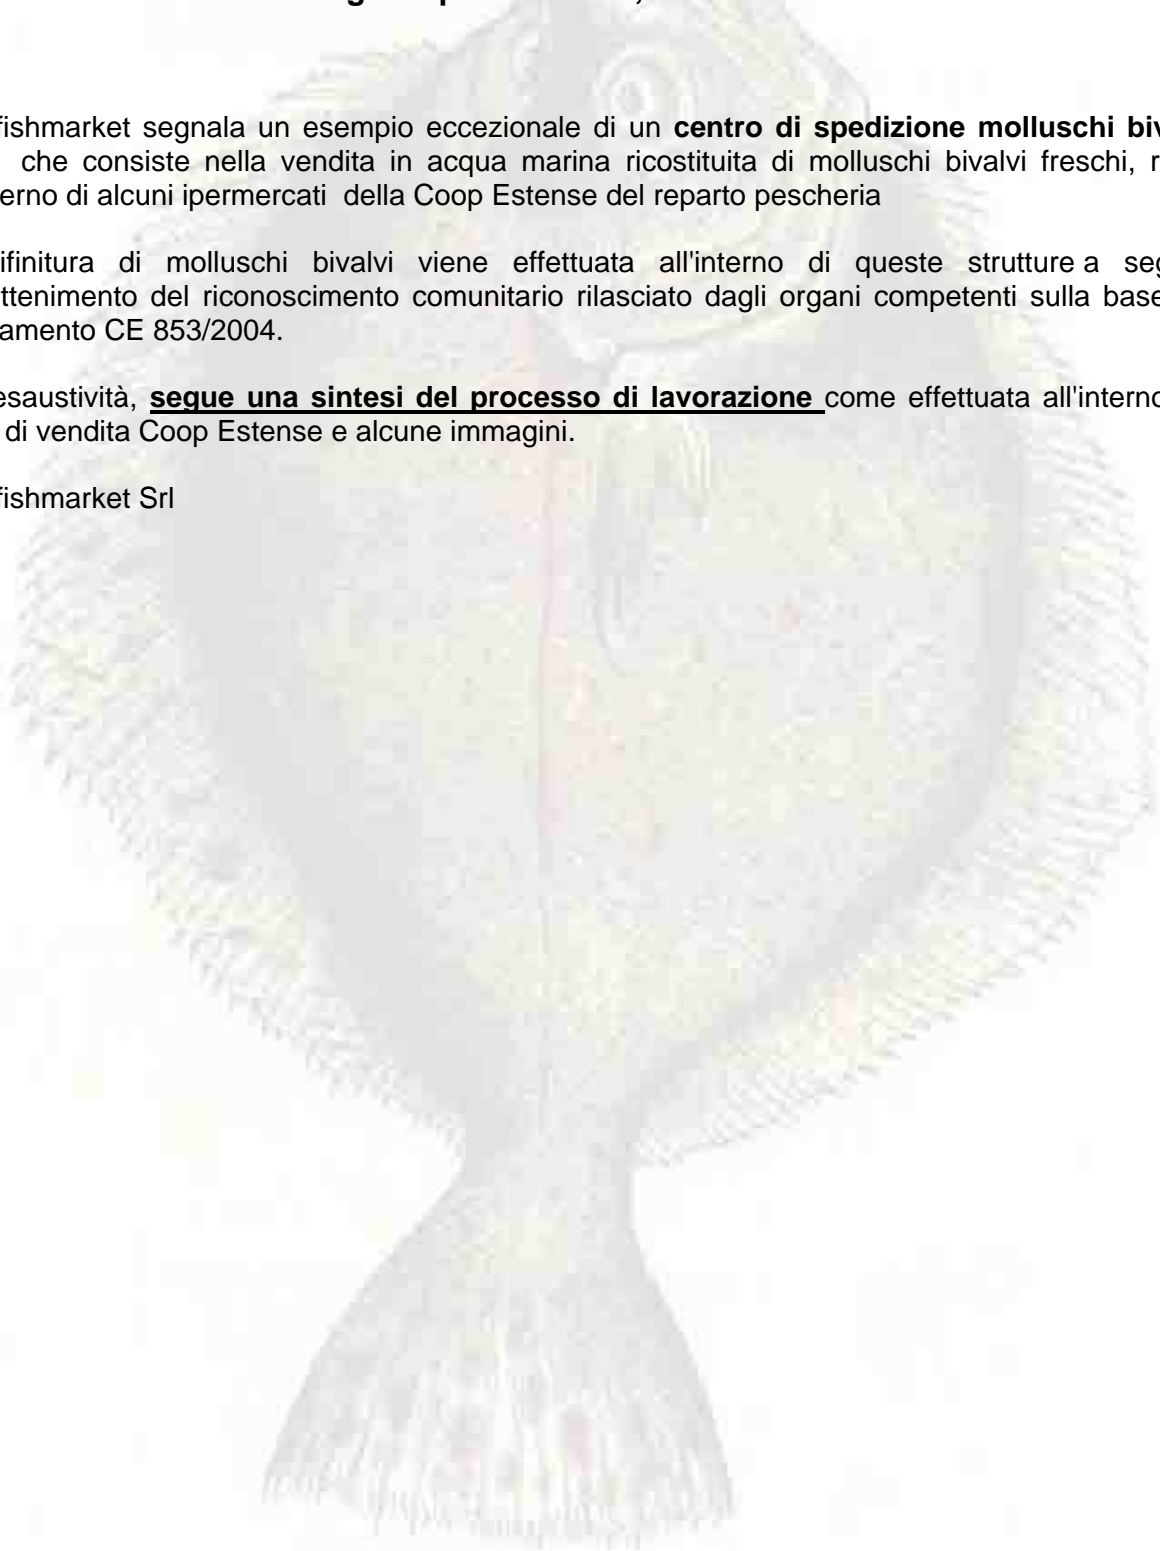 fishmarket segnala un esempio eccezionale di un centro di spedizione molluschi biv
che consiste nella vendita in acqua marina ricostituita di molluschi bivalvi freschi, r
erno di alcuni ipermercati della Coop Estense del reparto pescheria
ifinitura di molluschi bivalvi viene effettuata all'interno di queste strutture a seg
ttenimento del riconoscimento comunitario rilasciato dagli organi competenti sulla base
amento CE 853/2004.
esaustività, segue una sintesi del processo di lavorazione come effettuata all'interno
di vendita Coop Estense e alcune immagini.
fishmarket Srl